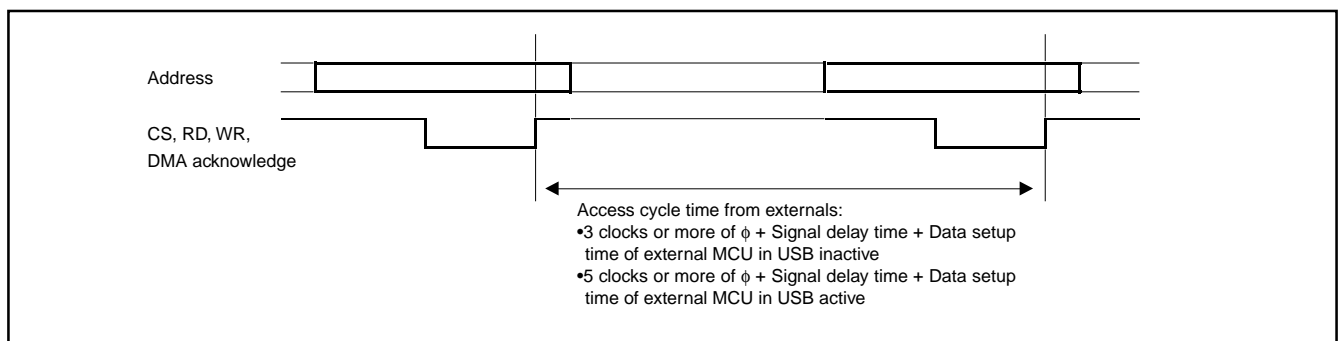 Address
CS, RD, WR,
DMA acknowledge
Access cycle time from externals:
•3 clocks or more of ϕ + Signal delay time + Data setup
time of external MCU in USB inactive
•5 clocks or more of ϕ + Signal delay time + Data setup
time of external MCU in USB active